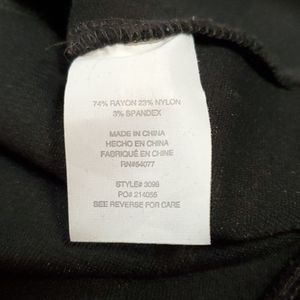 74% RAYON 23% NYLON
3% SPANDEX
MADE IN CHINA
HECHO EN CHINA
FABRIQUÉ EN CHINE
RN#54077
STYLE# 3098
PO# 214055
SEE REVERSE FOR CARE